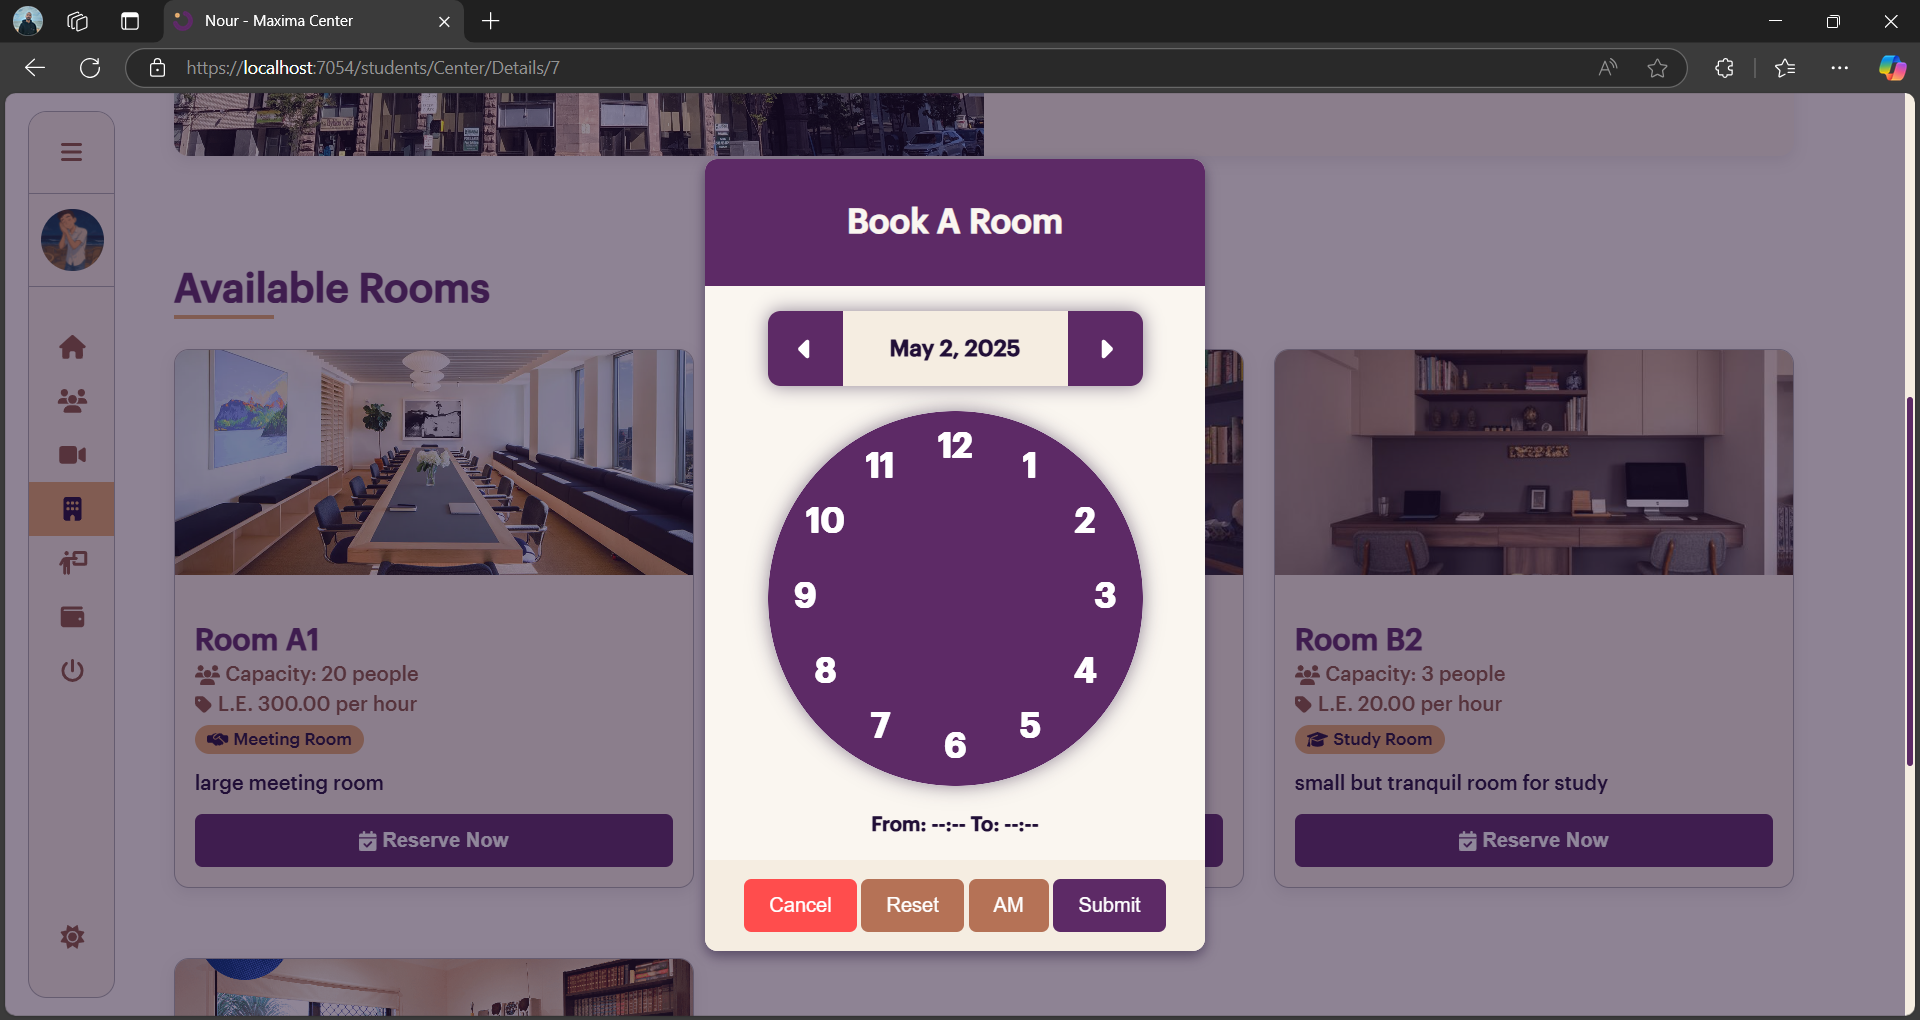 Nour - Maxima Center
https://localhost:7054/students/Center/Details/7
Book A Room
May 2, 2025
12
11
1
10
2
9
3
8
4
7
5
6
From: --:-- To: --:--
Cancel
Reset
AM
Submit
Available Rooms
Room A1
Capacity: 20 people
L.E. 300.00 per hour
Meeting Room
large meeting room
Reserve Now
Room B2
Capacity: 3 people
L.E. 20.00 per hour
Study Room
small but tranquil room for study
Reserve Now